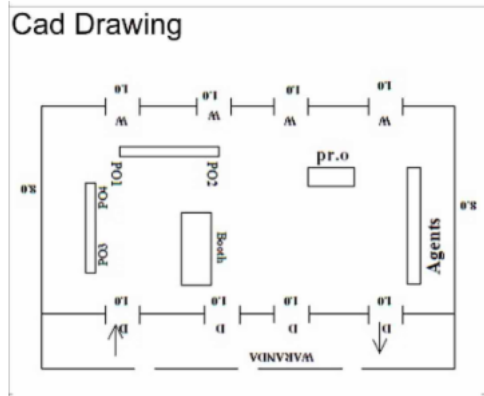 Cad Drawing
1.0 1.0 1.0 1.0
W W W W
pr.o
PO1 PO2
8.0 8.0
PO4
PO3
Booth
Agents
1.0 1.0 1.0 1.0
D D D D
WARANDA